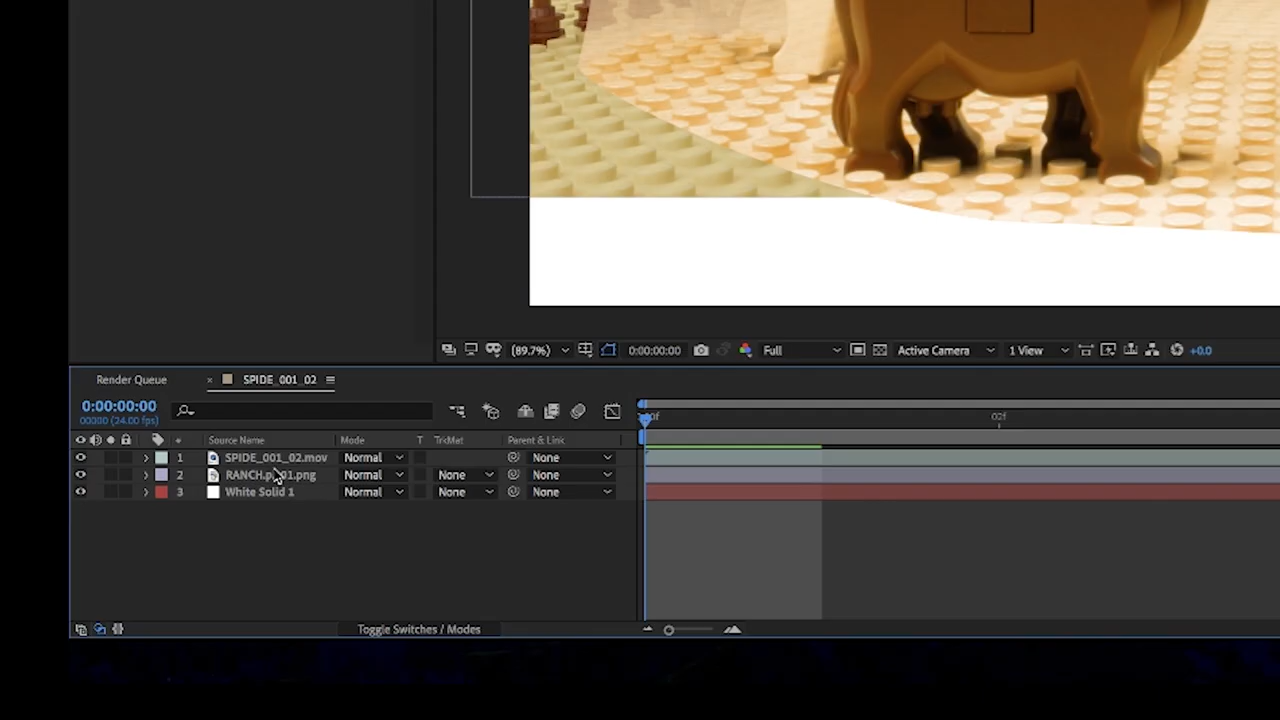 (89.7%) 0:00:00:00 Full Active Camera 1 View +0.0
Render Queue × SPIDE_001_02
0:00:00:00
00000 (24.00 fps)
02f
# Source Name Mode T TrkMat Parent & Link
1 SPIDE_001_02.mov Normal None
2 Normal None None
3 White Solid 1 Normal None None
Toggle Switches / Modes